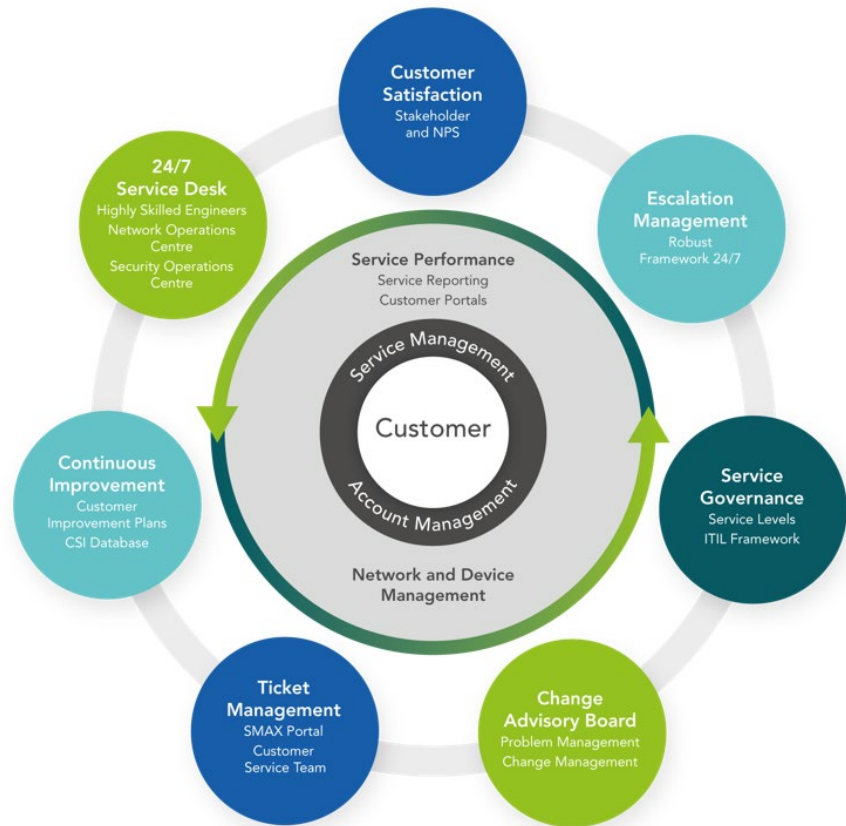 Customer
Satisfaction
Stakeholder
and NPS
24/7
Service Desk
Highly Skilled Engineers
Network Operations
Centre
Security Operations
Centre
Escalation
Management
Robust
Framework 24/7
Service Performance
Service Reporting
Customer Portals
Service Management
Customer
Account Management
Network and Device
Management
Continuous
Improvement
Customer
Improvement Plans
CSI Database
Service
Governance
Service Levels
ITIL Framework
Ticket
Management
SMAX Portal
Customer
Service Team
Change
Advisory Board
Problem Management
Change Management